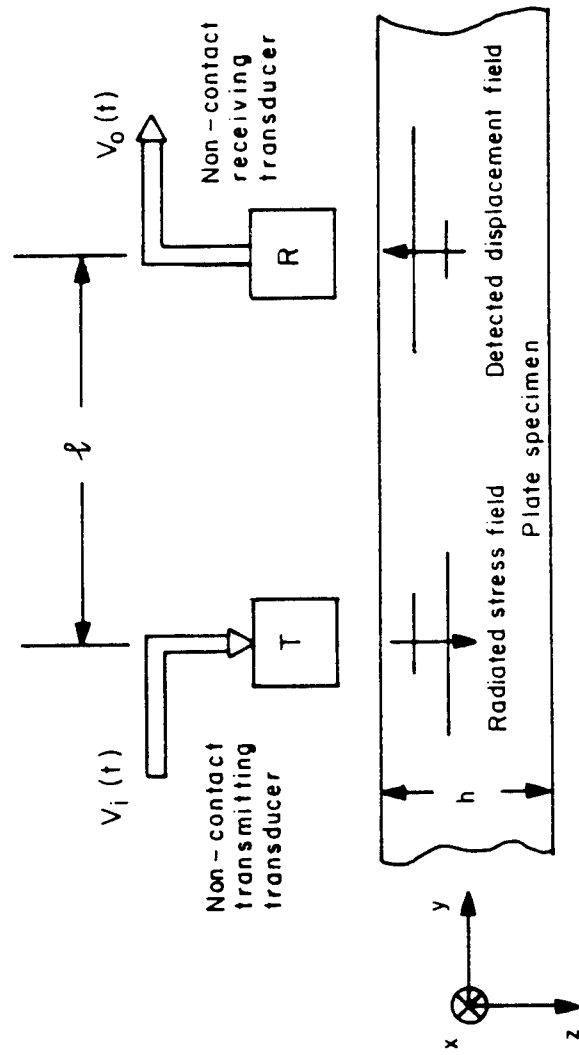 ℓ
V_i(t)
V_o(t)
Non-contact
transmitting
transducer
T
R
Non-contact
receiving
transducer
h
Radiated stress field
Detected displacement field
Plate specimen
x
y
z